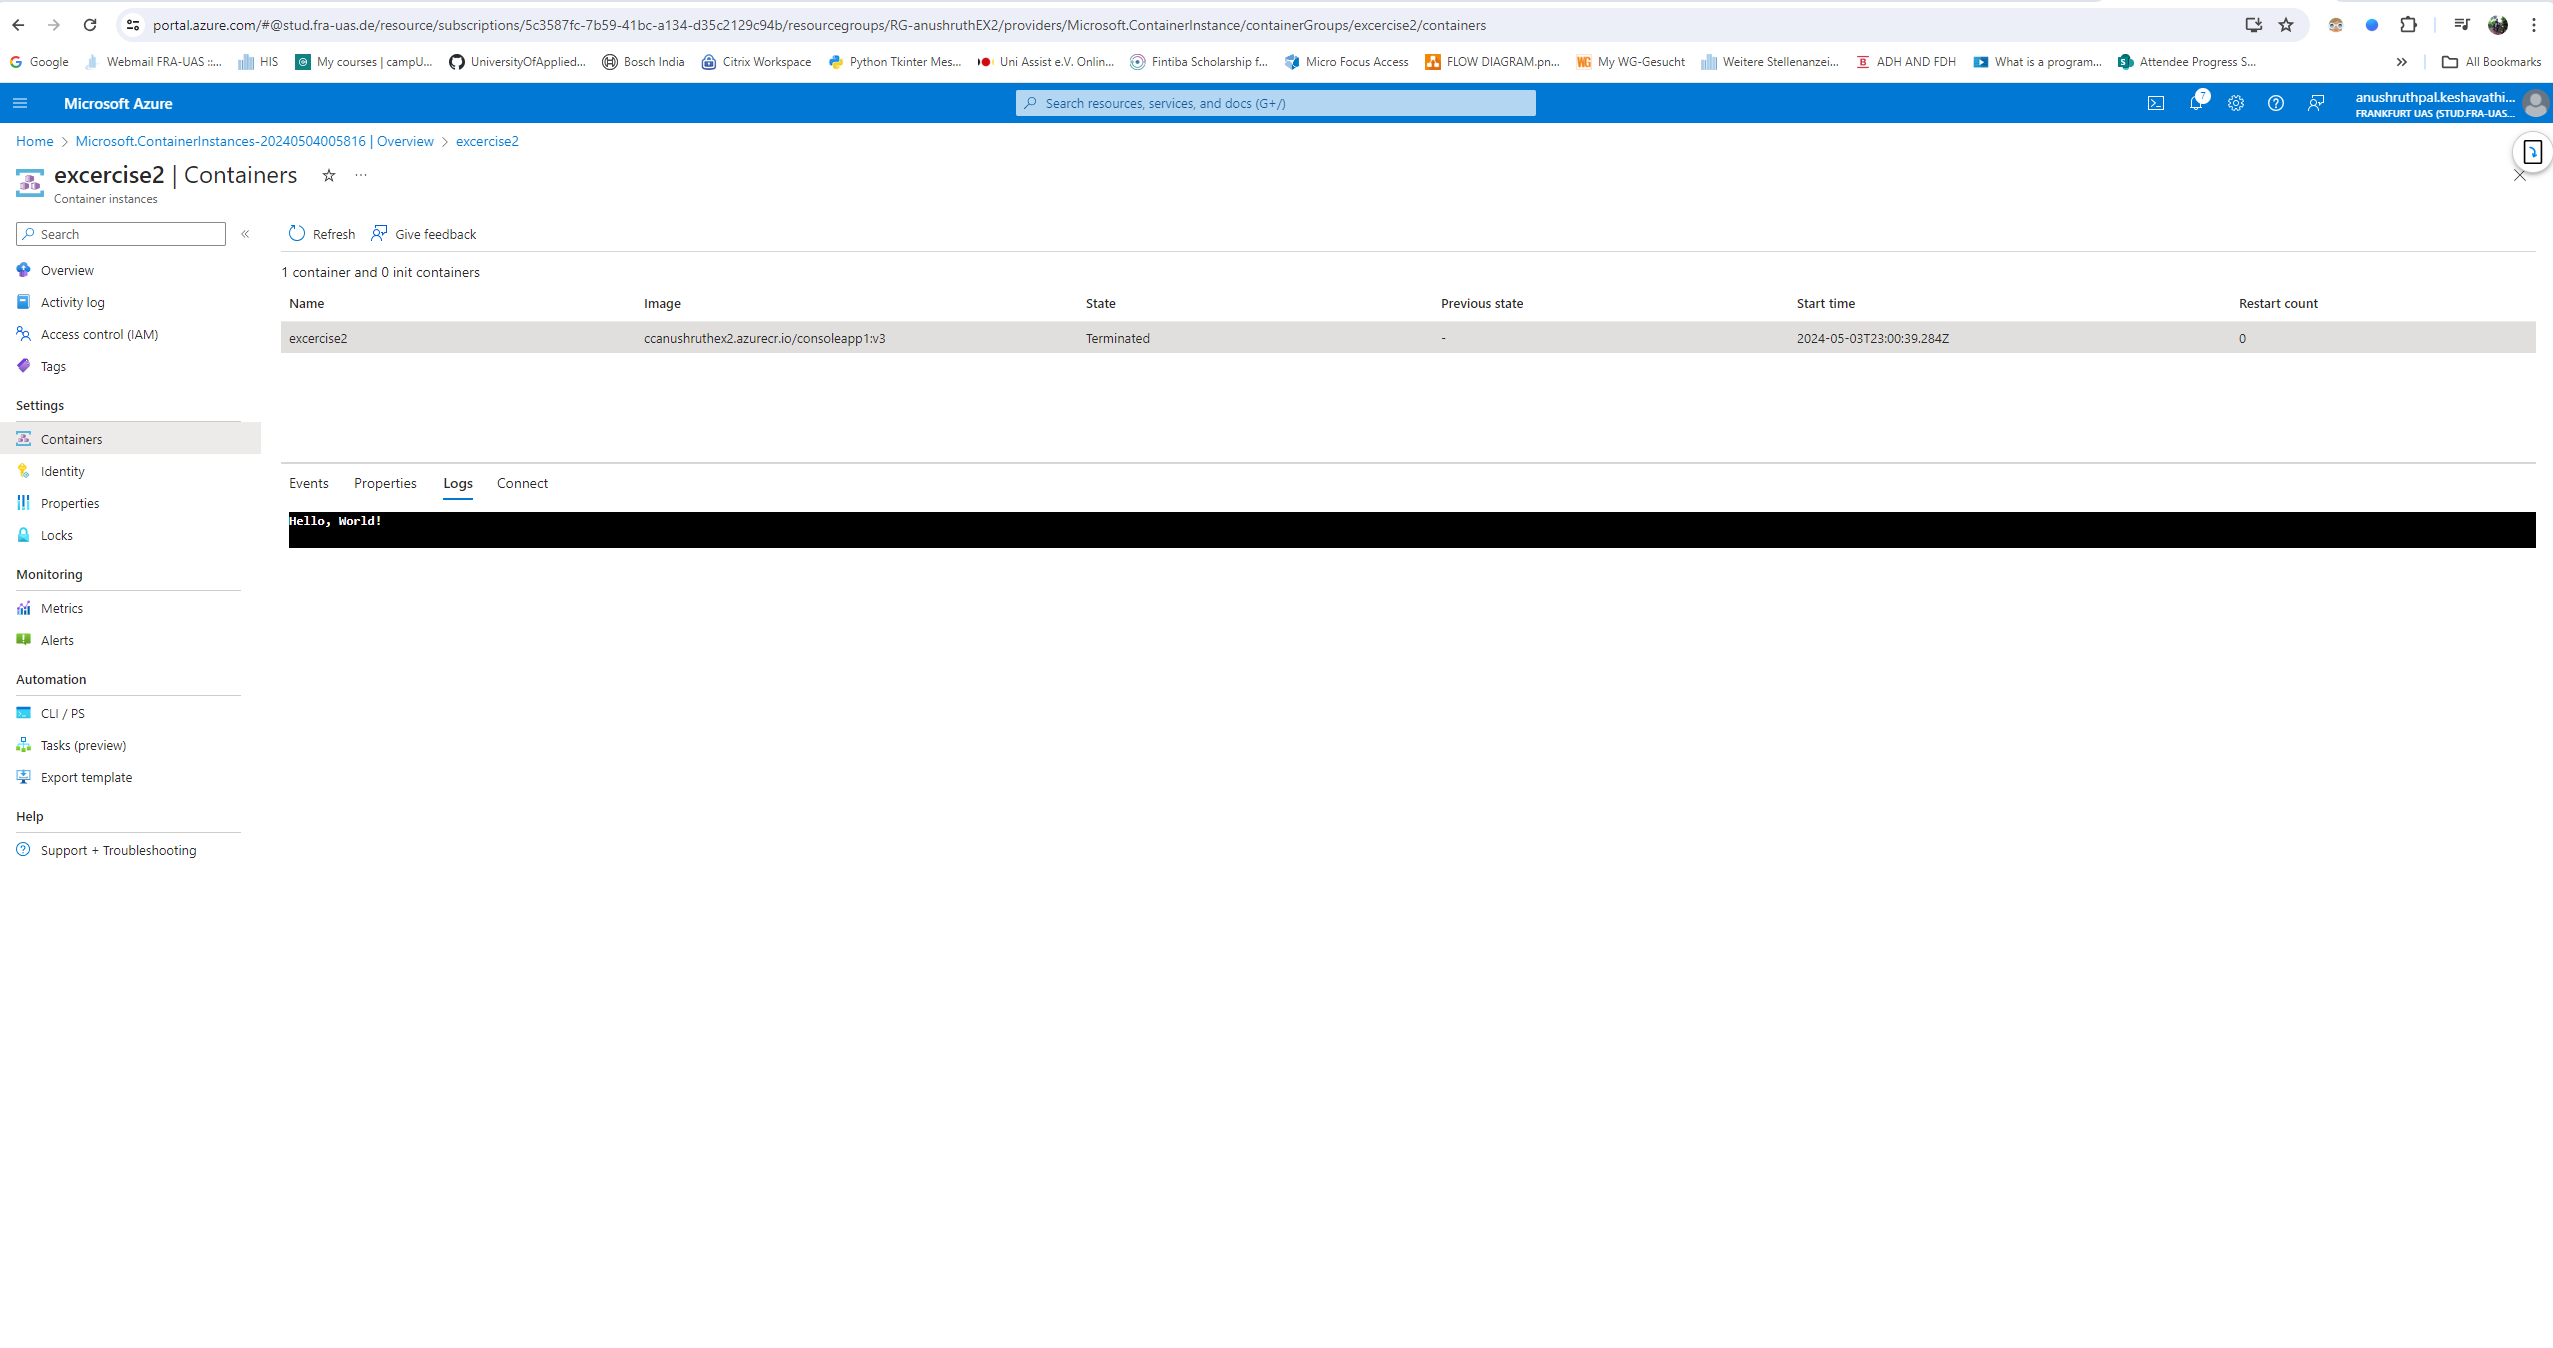 portal.azure.com/#@stud.fra-uas.de/resource/subscriptions/5c3587fc-7b59-41bc-a134-d35c2129c94b/resourcegroups/RG-anushruthEX2/providers/Microsoft.ContainerInstance/containerGroups/excercise2/containers
Google Webmail FRA-UAS ::... HIS My courses | campU... UniversityOfApplied... Bosch India Citrix Workspace Python Tkinter Mes... Uni Assist e.V. Onlin... Fintiba Scholarship f... Micro Focus Access FLOW DIAGRAM.pn... WG My WG-Gesucht Weitere Stellenanzei... ADH AND FDH What is a program... Attendee Progress S... » All Bookmarks
Microsoft Azure
Search resources, services, and docs (G+/)
7
anushruthpal.keshavathi...
FRANKFURT UAS (STUD.FRA-UAS...
Home > Microsoft.ContainerInstances-20240504005816 | Overview > excercise2
excercise2 | Containers ...
Container instances
Search «
Refresh Give feedback
Overview
Activity log
Access control (IAM)
Tags
Settings
Containers
Identity
Properties
Locks
Monitoring
Metrics
Alerts
Automation
CLI / PS
Tasks (preview)
Export template
Help
Support + Troubleshooting
1 container and 0 init containers
Name Image State Previous state Start time Restart count
excercise2 ccanushruthex2.azurecr.io/consoleapp1:v3 Terminated - 2024-05-03T23:00:39.284Z 0
Events Properties Logs Connect
Hello, World!